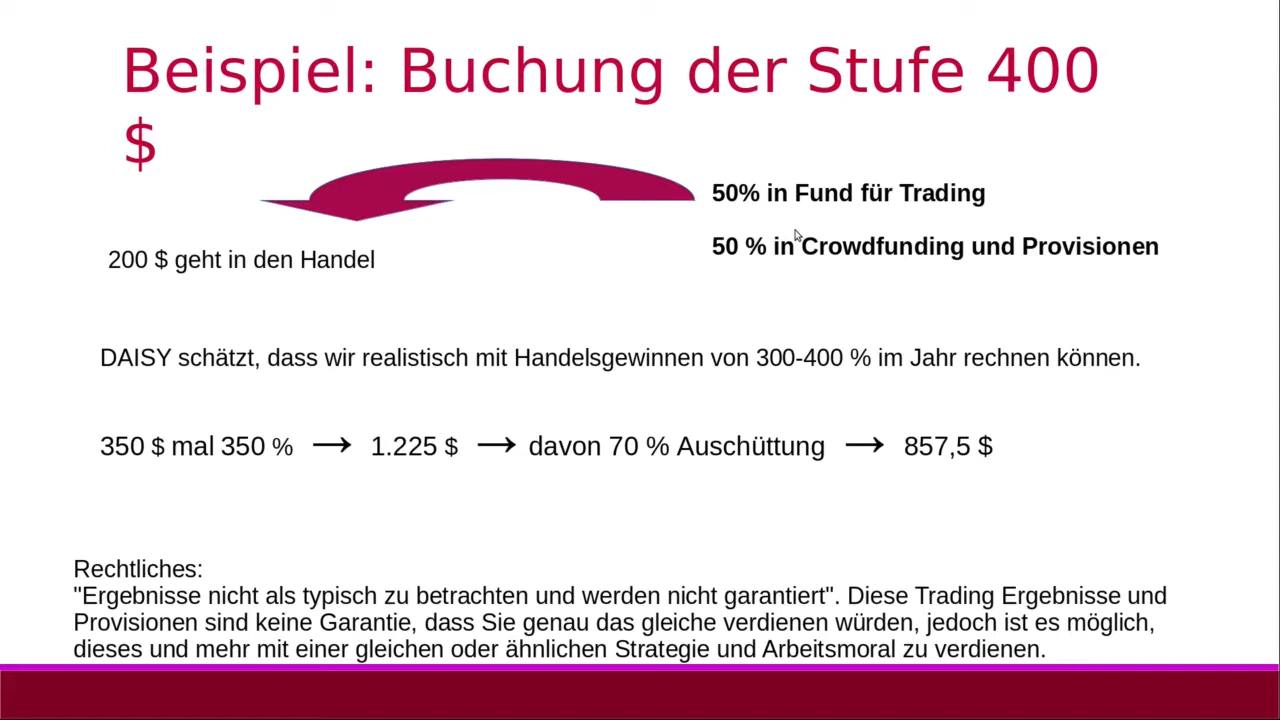 Beispiel: Buchung der Stufe 400
$
50% in Fund für Trading
50 % in Crowdfunding und Provisionen
200 $ geht in den Handel
DAISY schätzt, dass wir realistisch mit Handelsgewinnen von 300-400 % im Jahr rechnen können.
350 $ mal 350 % → 1.225 $ → davon 70 % Auschüttung → 857,5 $
Rechtliches:
"Ergebnisse nicht als typisch zu betrachten und werden nicht garantiert". Diese Trading Ergebnisse und
Provisionen sind keine Garantie, dass Sie genau das gleiche verdienen würden, jedoch ist es möglich,
dieses und mehr mit einer gleichen oder ähnlichen Strategie und Arbeitsmoral zu verdienen.